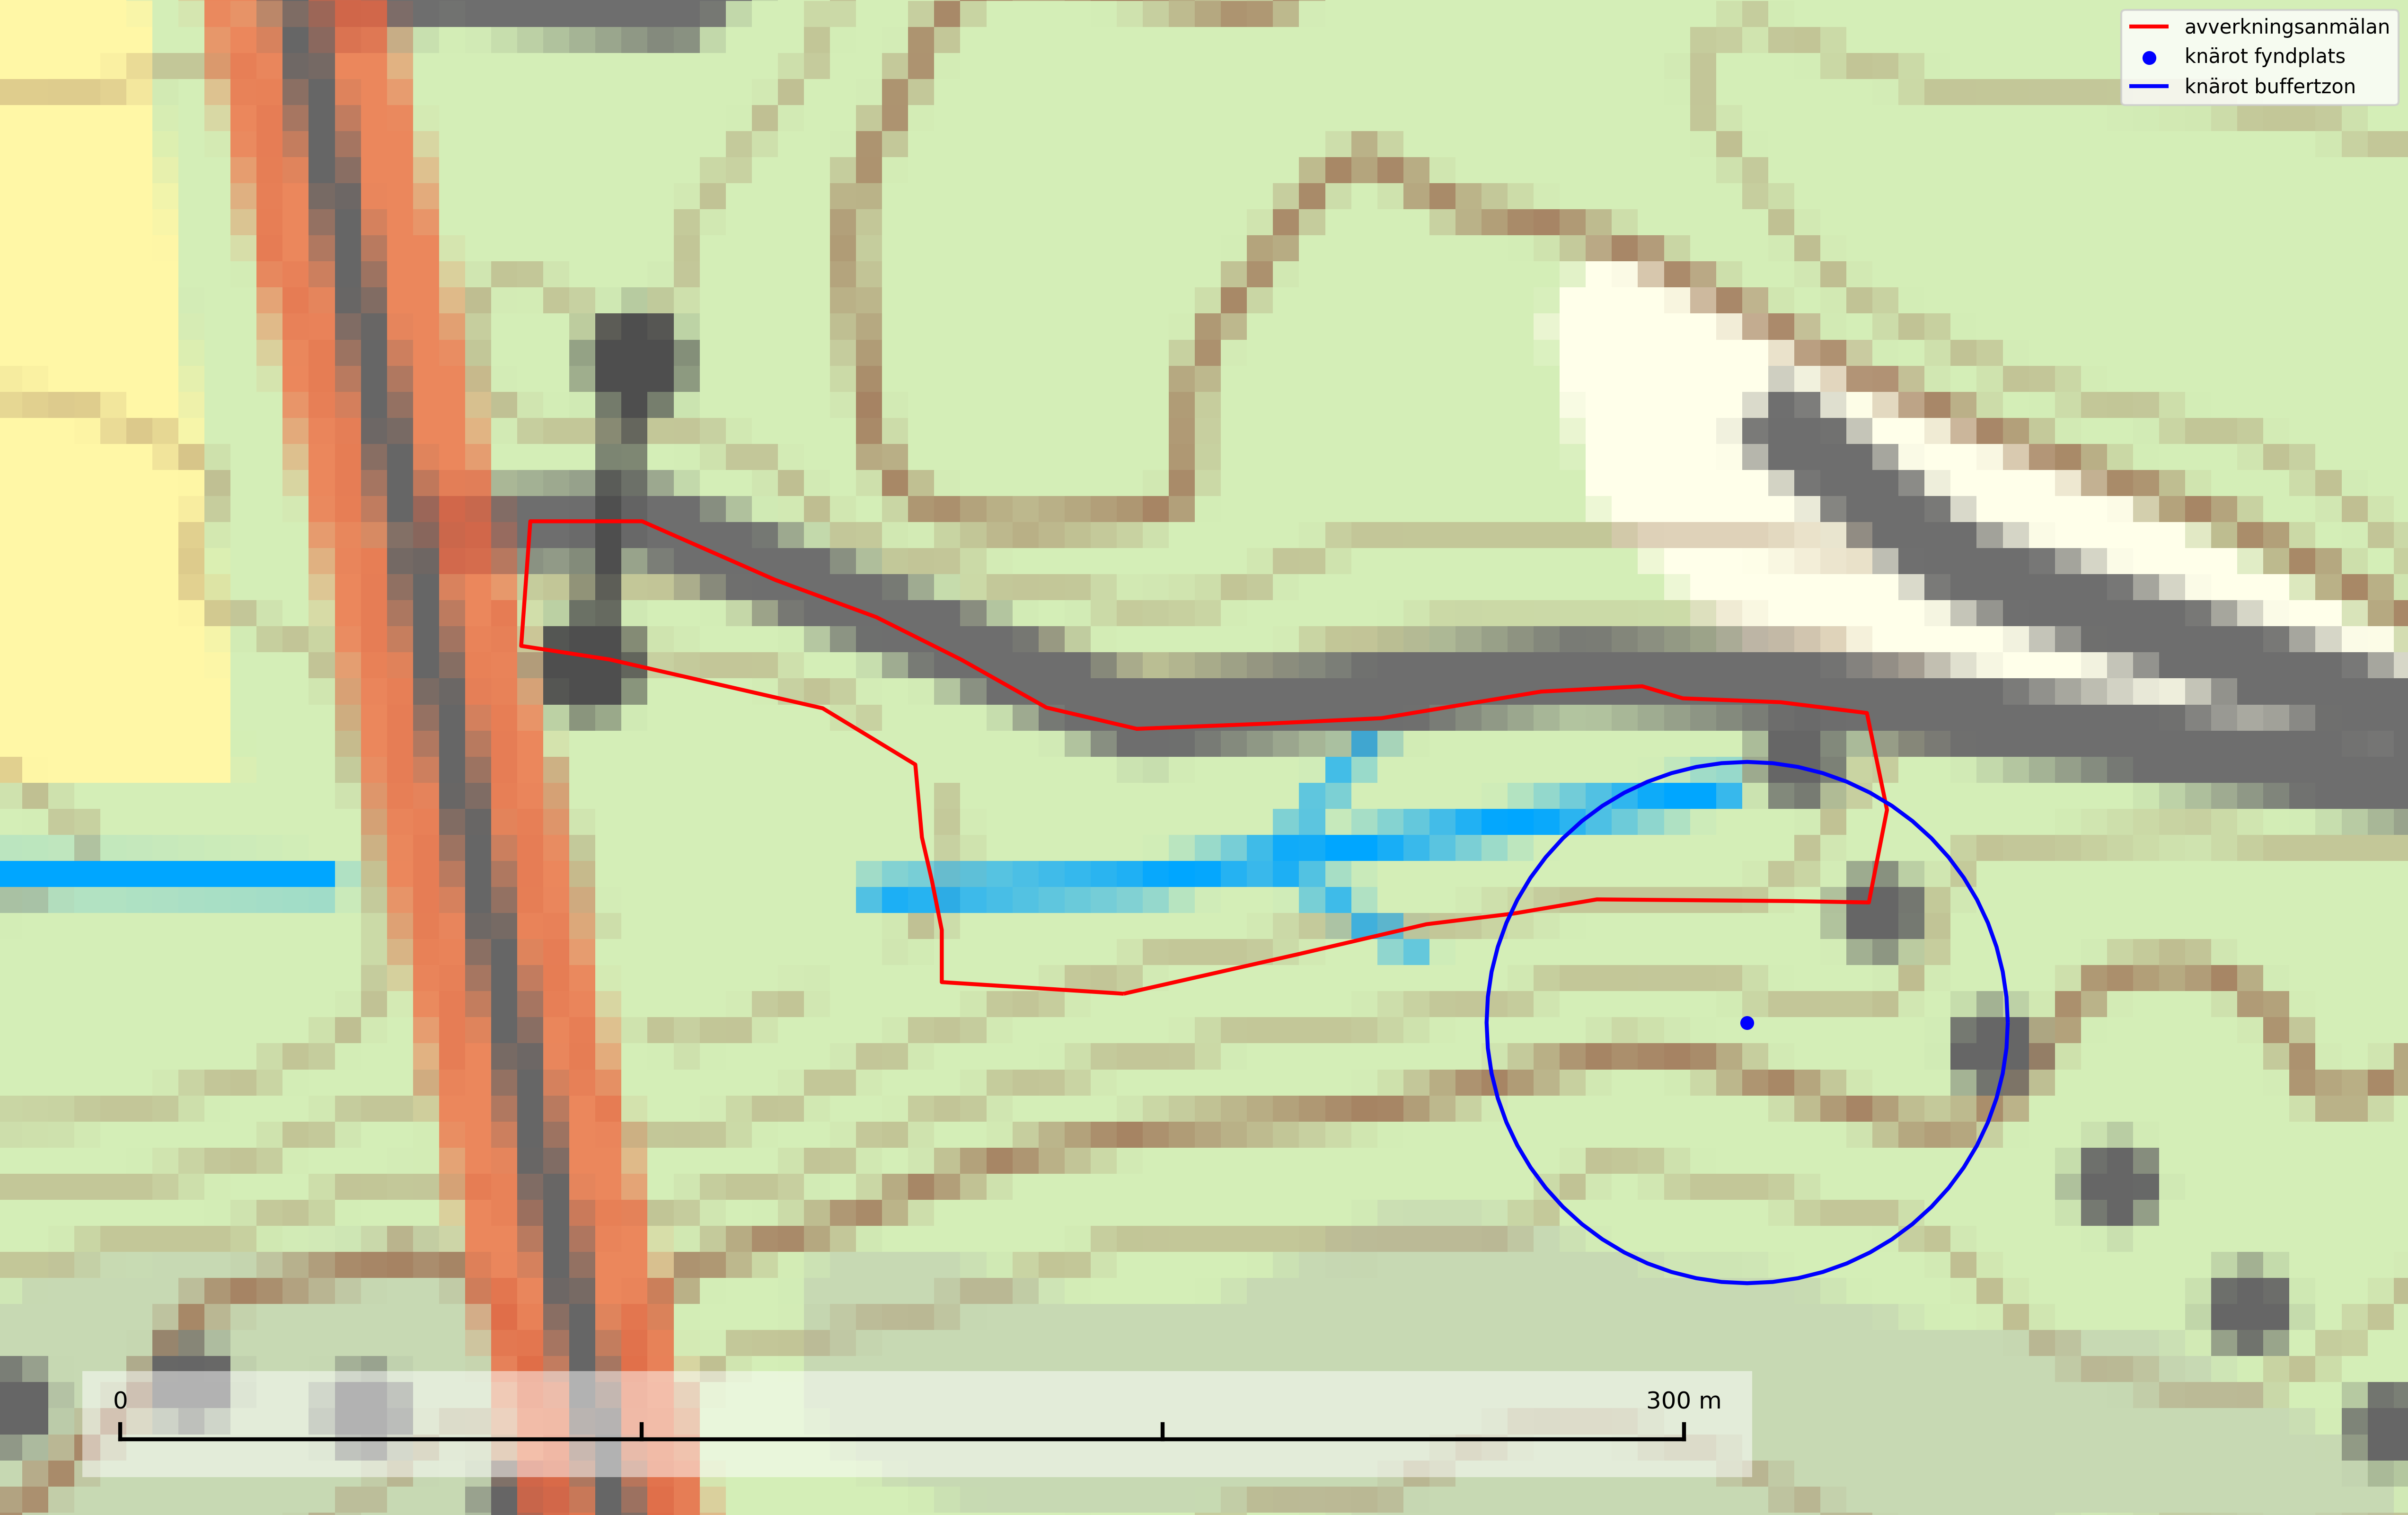 avverkningsanmälan
knärot fyndplats
knärot buffertzon
0 300 m